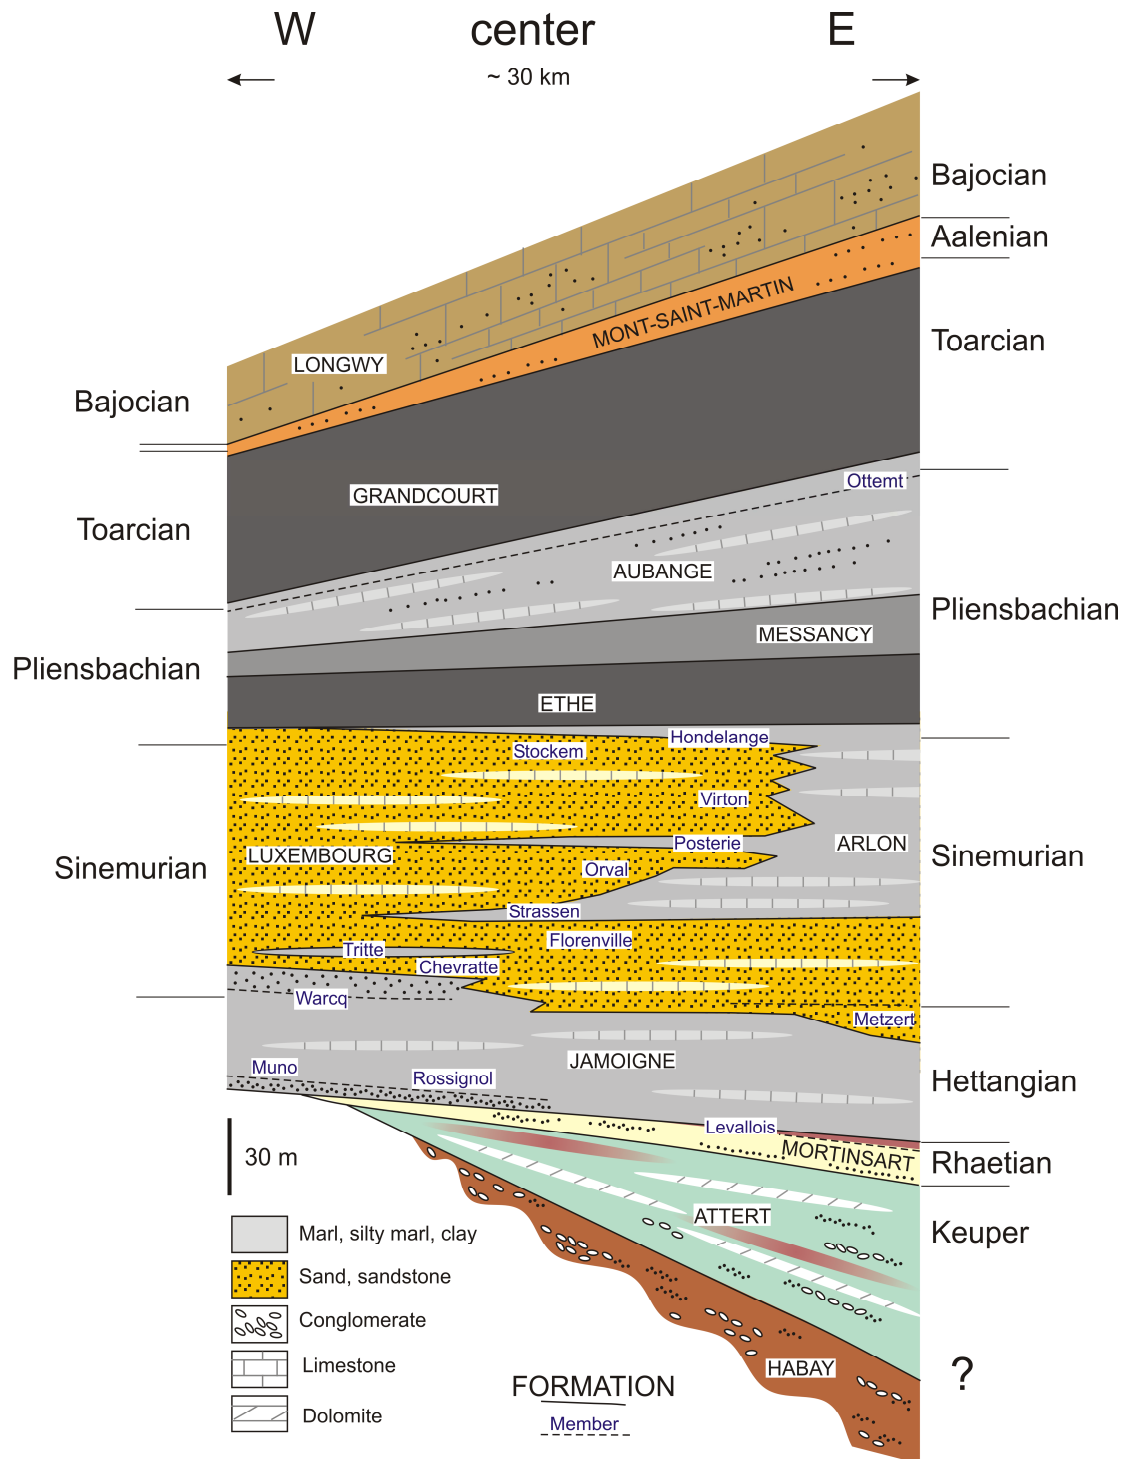 W center E
~ 30 km
Bajocian
Aalenian
MONT-SAINT-MARTIN
Toarcian
LONGWY
Bajocian
Ottemt
GRANDCOURT
Toarcian
AUBANGE
Pliensbachian
MESSANCY
Pliensbachian
ETHE
Hondelange
Stockem
Virton
Posterie
ARLON
LUXEMBOURG
Sinemurian
Sinemurian
Orval
Strassen
Florenville
Tritte
Chevratte
Warcq
Metzert
JAMOIGNE
Muno
Rossignol
Hettangian
Levallois
MORTINSART
30 m
Rhaetian
ATTERT
Keuper
Marl, silty marl, clay
Sand, sandstone
Conglomerate
Limestone
HABAY
?
FORMATION
Dolomite
Member